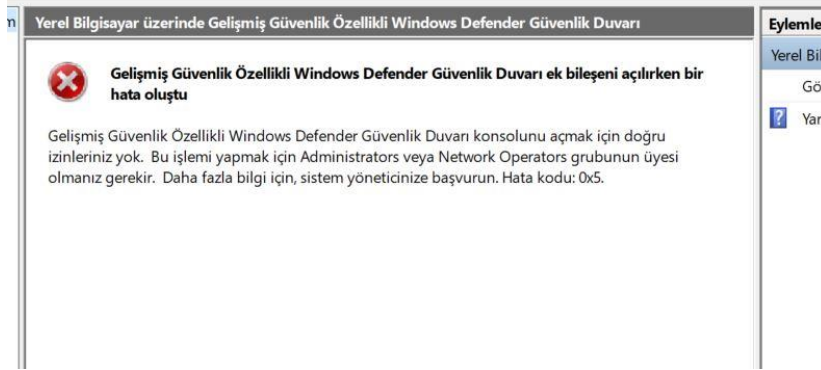 Yerel Bilgisayar üzerinde Gelişmiş Güvenlik Özellikli Windows Defender Güvenlik Duvarı
Gelişmiş Güvenlik Özellikli Windows Defender Güvenlik Duvarı ek bileşeni açılırken bir
hata oluştu
Gelişmiş Güvenlik Özellikli Windows Defender Güvenlik Duvarı konsolunu açmak için doğru
izinleriniz yok.  Bu işlemi yapmak için Administrators veya Network Operators grubunun üyesi
olmanız gerekir.  Daha fazla bilgi için, sistem yöneticinize başvurun. Hata kodu: 0x5.
Eylemle
Yerel Bil
Gö
Yar